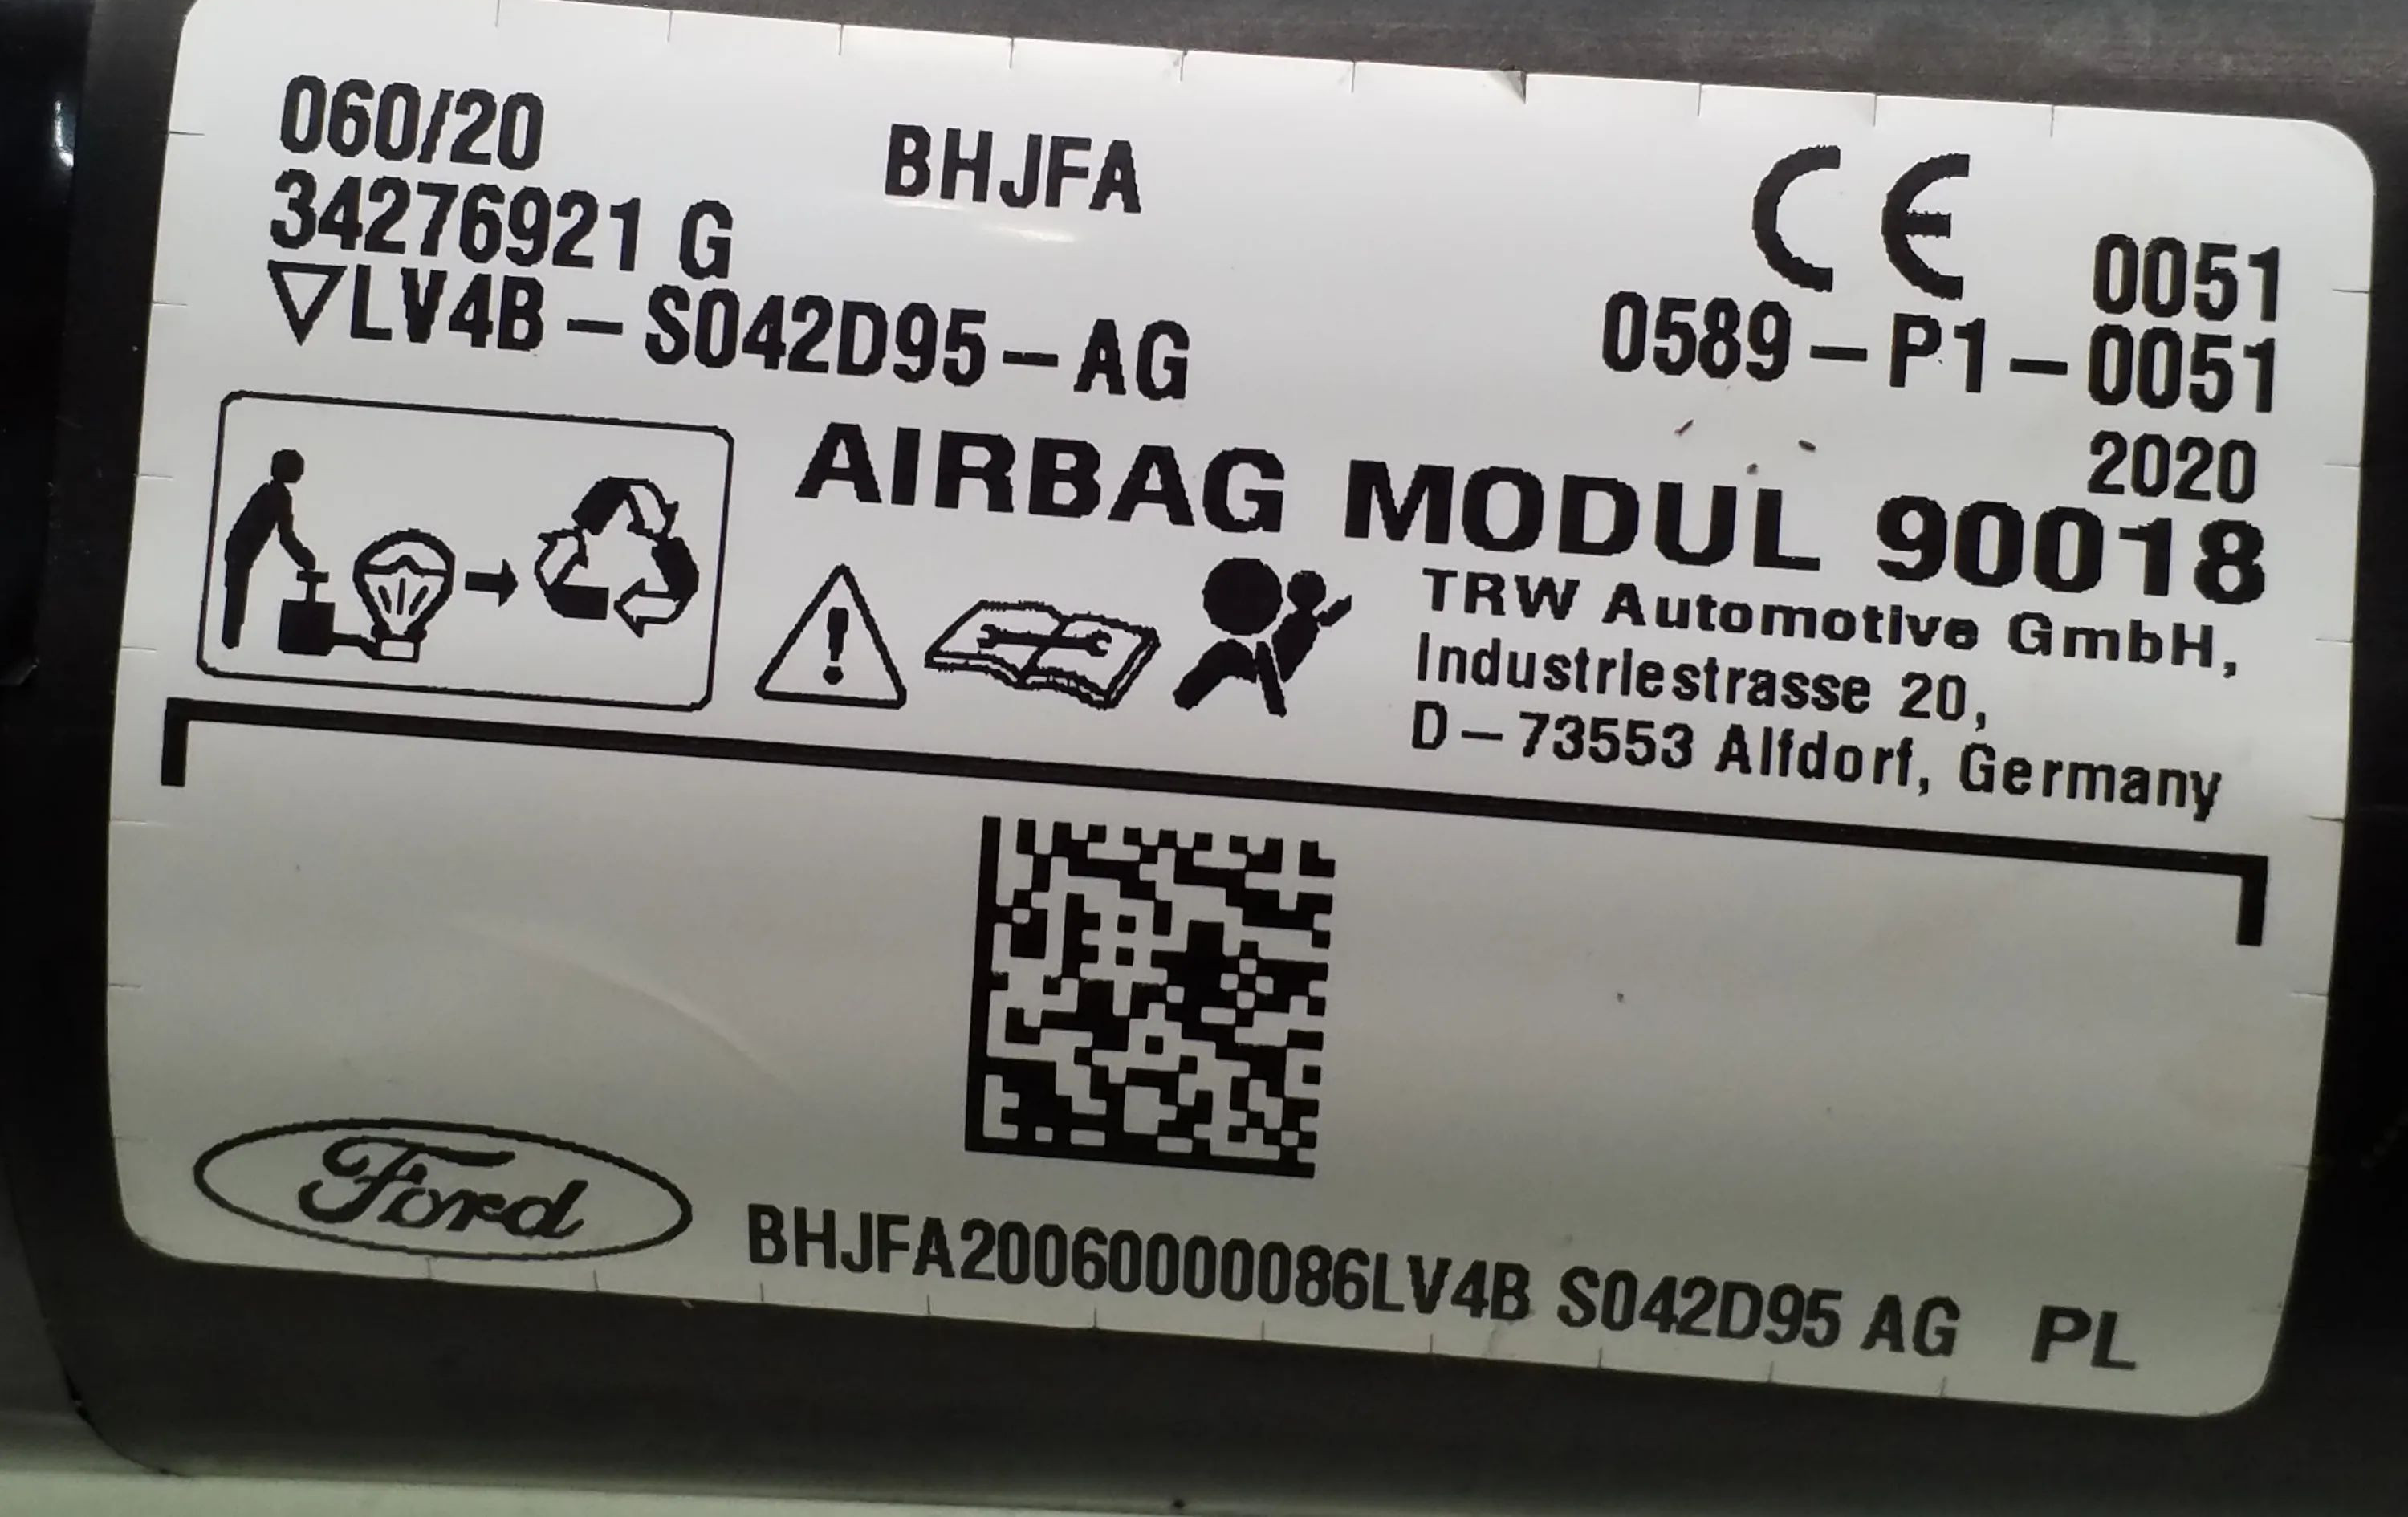 060/20
BHJFA
34276921 G
▽LV4B-S042D95-AG
CE 0051
0589-P1-0051
2020
AIRBAG MODUL 90018
TRW Automotive GmbH,
Industriestrasse 20,
D-73553 Alfdorf, Germany
Ford
BHJFA20060000086LV4B S042D95 AG PL